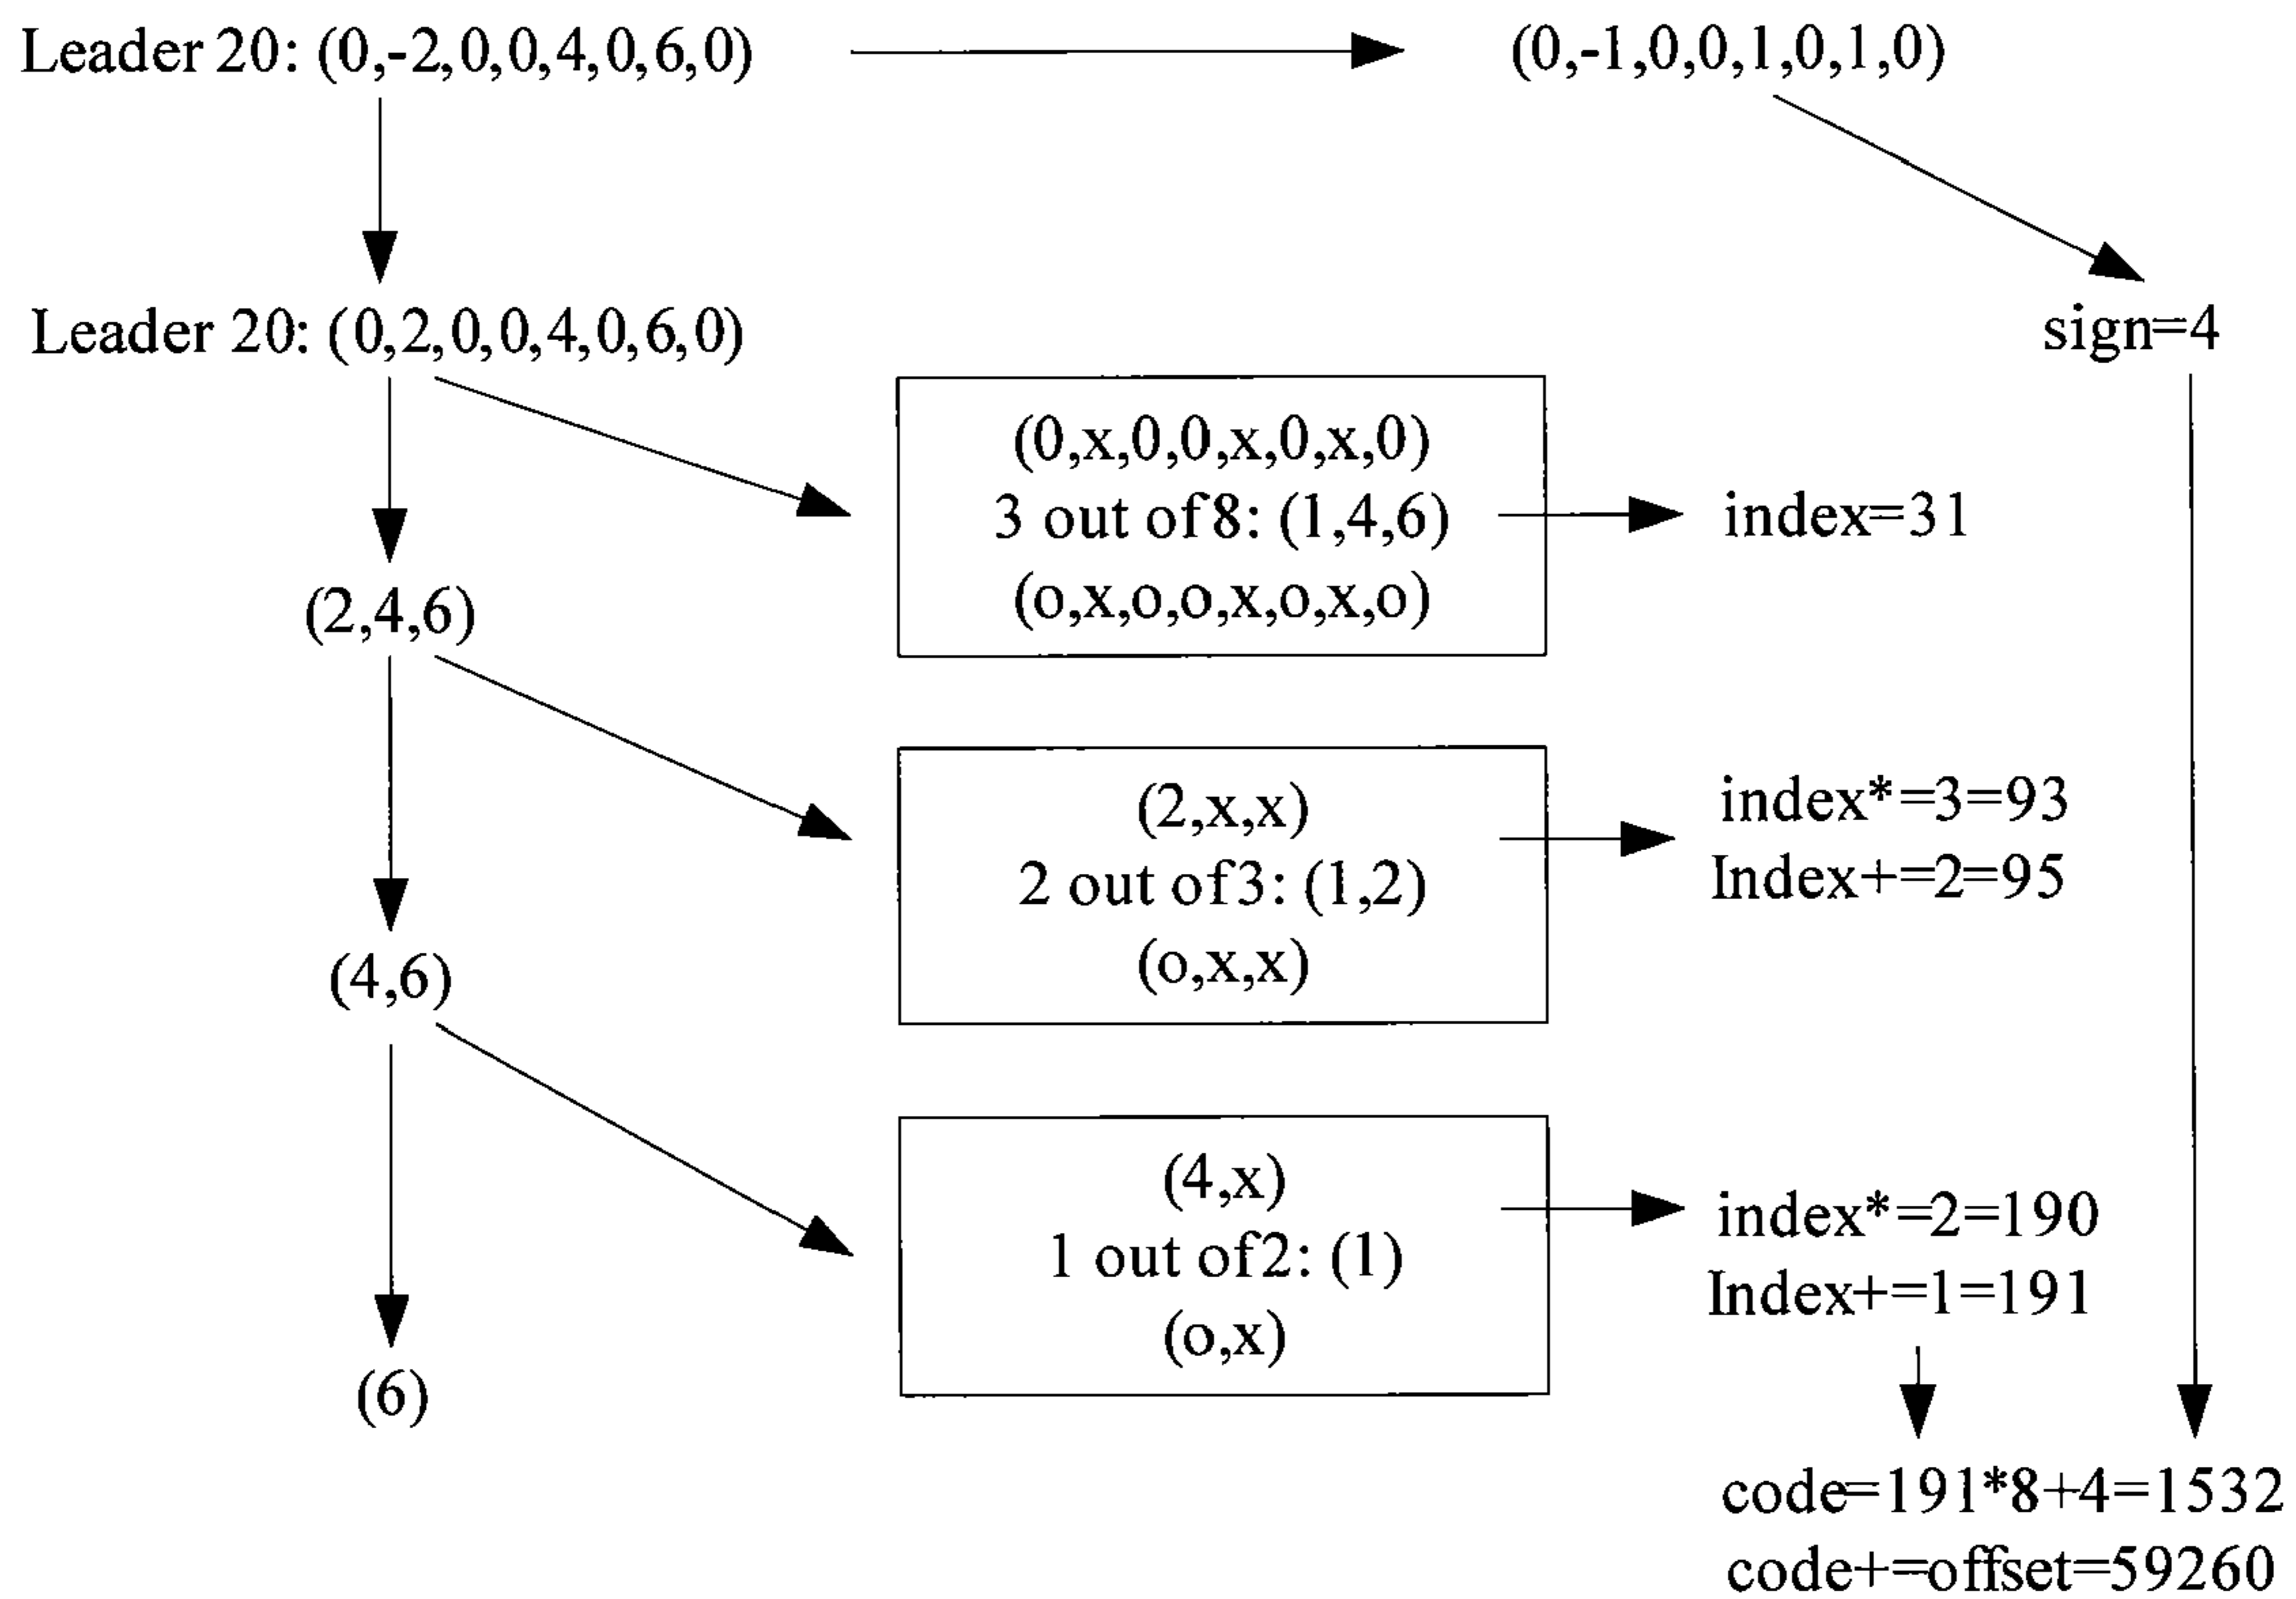 Leader 20: (0,-2,0,0,4,0,6,0)
(0,-1,0,0,1,0,1,0)
Leader 20: (0,2,0,0,4,0,6,0)
sign=4
(0,x,0,0,x,0,x,0)
3 out of 8: (1,4,6)
(o,x,o,o,x,o,x,o)
index=31
(2,4,6)
(2,x,x)
2 out of 3: (1,2)
(o,x,x)
index*=3=93
Index+=2=95
(4,6)
(4,x)
1 out of 2: (1)
(o,x)
index*=2=190
Index+=1=191
(6)
code=191*8+4=1532
code+=offset=59260